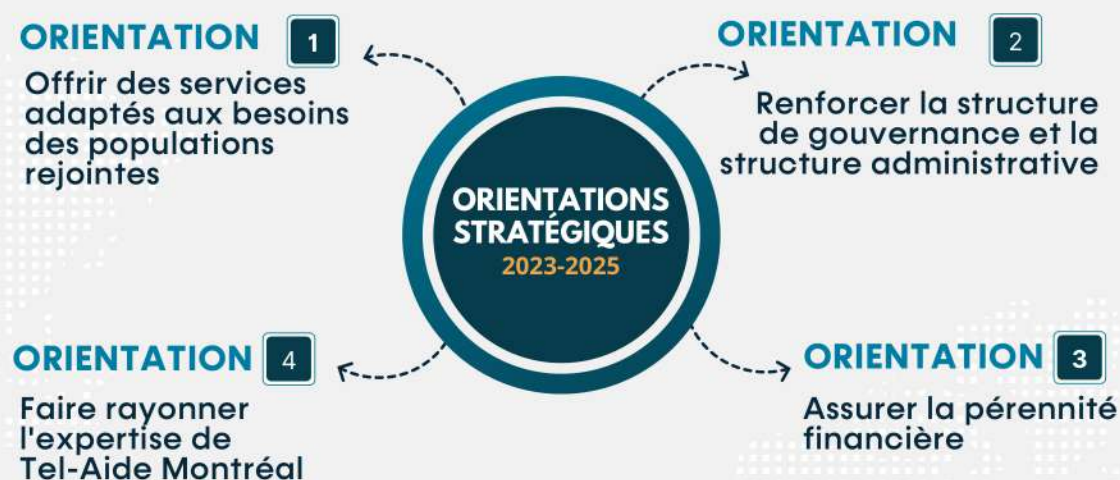 ORIENTATION 1
Offrir des services
adaptés aux besoins
des populations
rejointes
ORIENTATION 2
Renforcer la structure
de gouvernance et la
structure administrative
ORIENTATIONS
STRATÉGIQUES
2023-2025
ORIENTATION 4
Faire rayonner
l'expertise de
Tel-Aide Montréal
ORIENTATION 3
Assurer la pérennité
financière